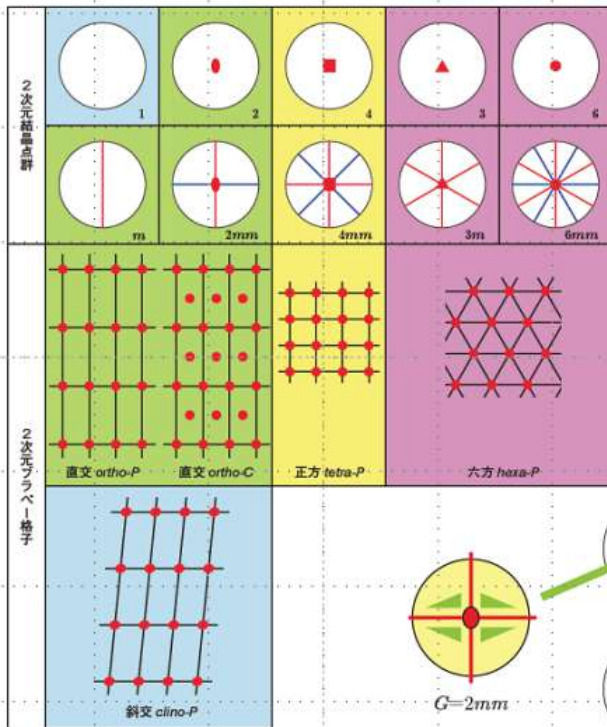 2次元結晶点群
1
2
4
3
6
m
2mm
4mm
3m
6mm
2次元ブラベー格子
直交 ortho-P
直交 ortho-C
正方 tetra-P
六方 hexa-P
斜交 clino-P
G=2mm